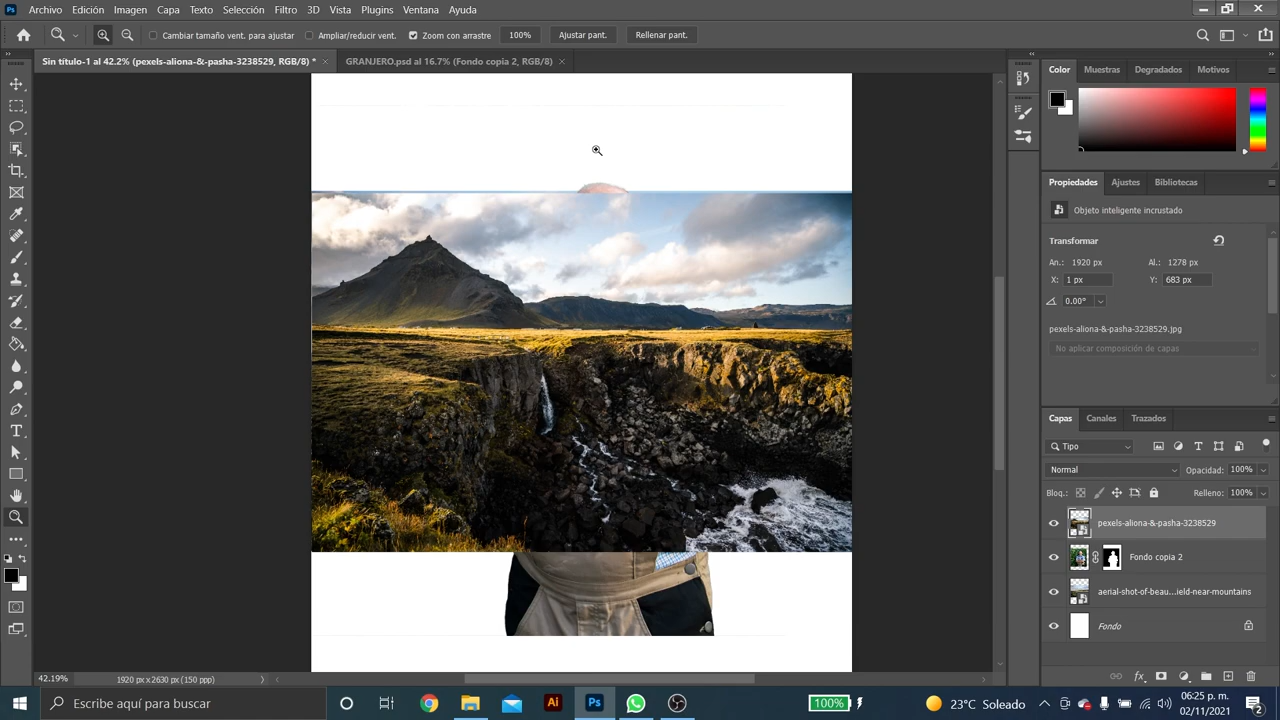 Archivo Edición Imagen Capa Texto Selección Filtro 3D Vista Plugins Ventana Ayuda
Cambiar tamaño vent. para ajustar Ampliar/reducir vent. Zoom con arrastre 100% Ajustar pant. Rellenar pant.
Sin título-1 al 42.2% (pexels-aliona-&-pasha-3238529, RGB/8) * GRANJERO.psd al 16.7% (Fondo copia 2, RGB/8)
Color Muestras Degradados Motivos
Propiedades Ajustes Bibliotecas
Objeto inteligente incrustado
Transformar
An.: 1920 px Al.: 1278 px
X: 1 px Y: 683 px
0.00°
pexels-aliona-&-pasha-3238529.jpg
No aplicar composición de capas
Capas Canales Trazados
Tipo
Normal Opacidad: 100%
Bloq.: Relleno: 100%
pexels-aliona-&-pasha-3238529
Fondo copia 2
aerial-shot-of-beau...ield-near-mountains
Fondo
42.19% 1920 px x 2630 px (150 ppp)
Escribe aquí para buscar
Ai
Ps
100%
23°C Soleado
06:25 p. m.
02/11/2021
2